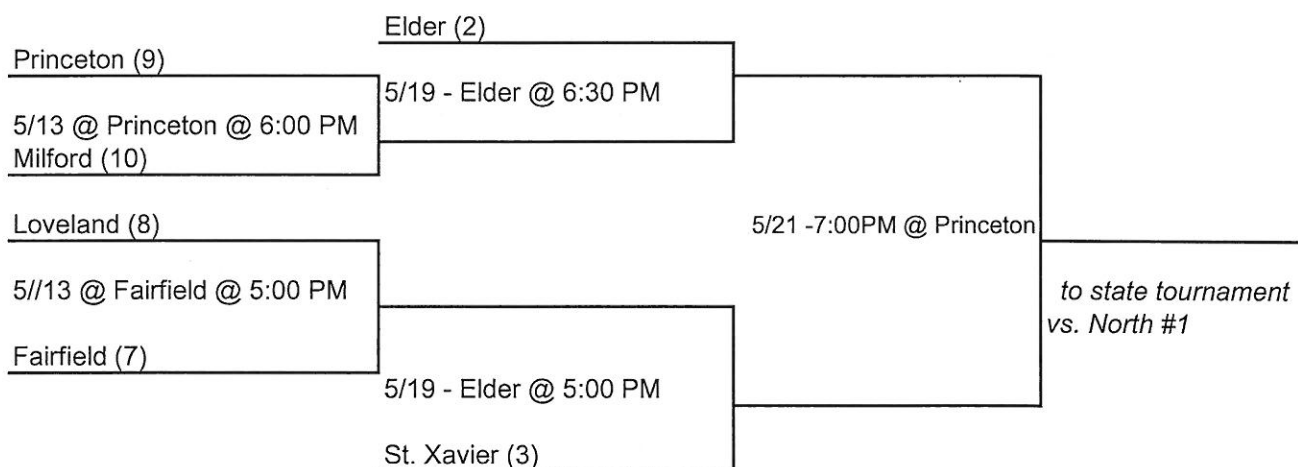 Elder (2)
Princeton (9)
5/19 - Elder @ 6:30 PM
5/13 @ Princeton @ 6:00 PM
Milford (10)
Loveland (8)
5/21 -7:00PM @ Princeton
5//13 @ Fairfield @ 5:00 PM
to state tournament
vs. North #1
Fairfield (7)
5/19 - Elder @ 5:00 PM
St. Xavier (3)